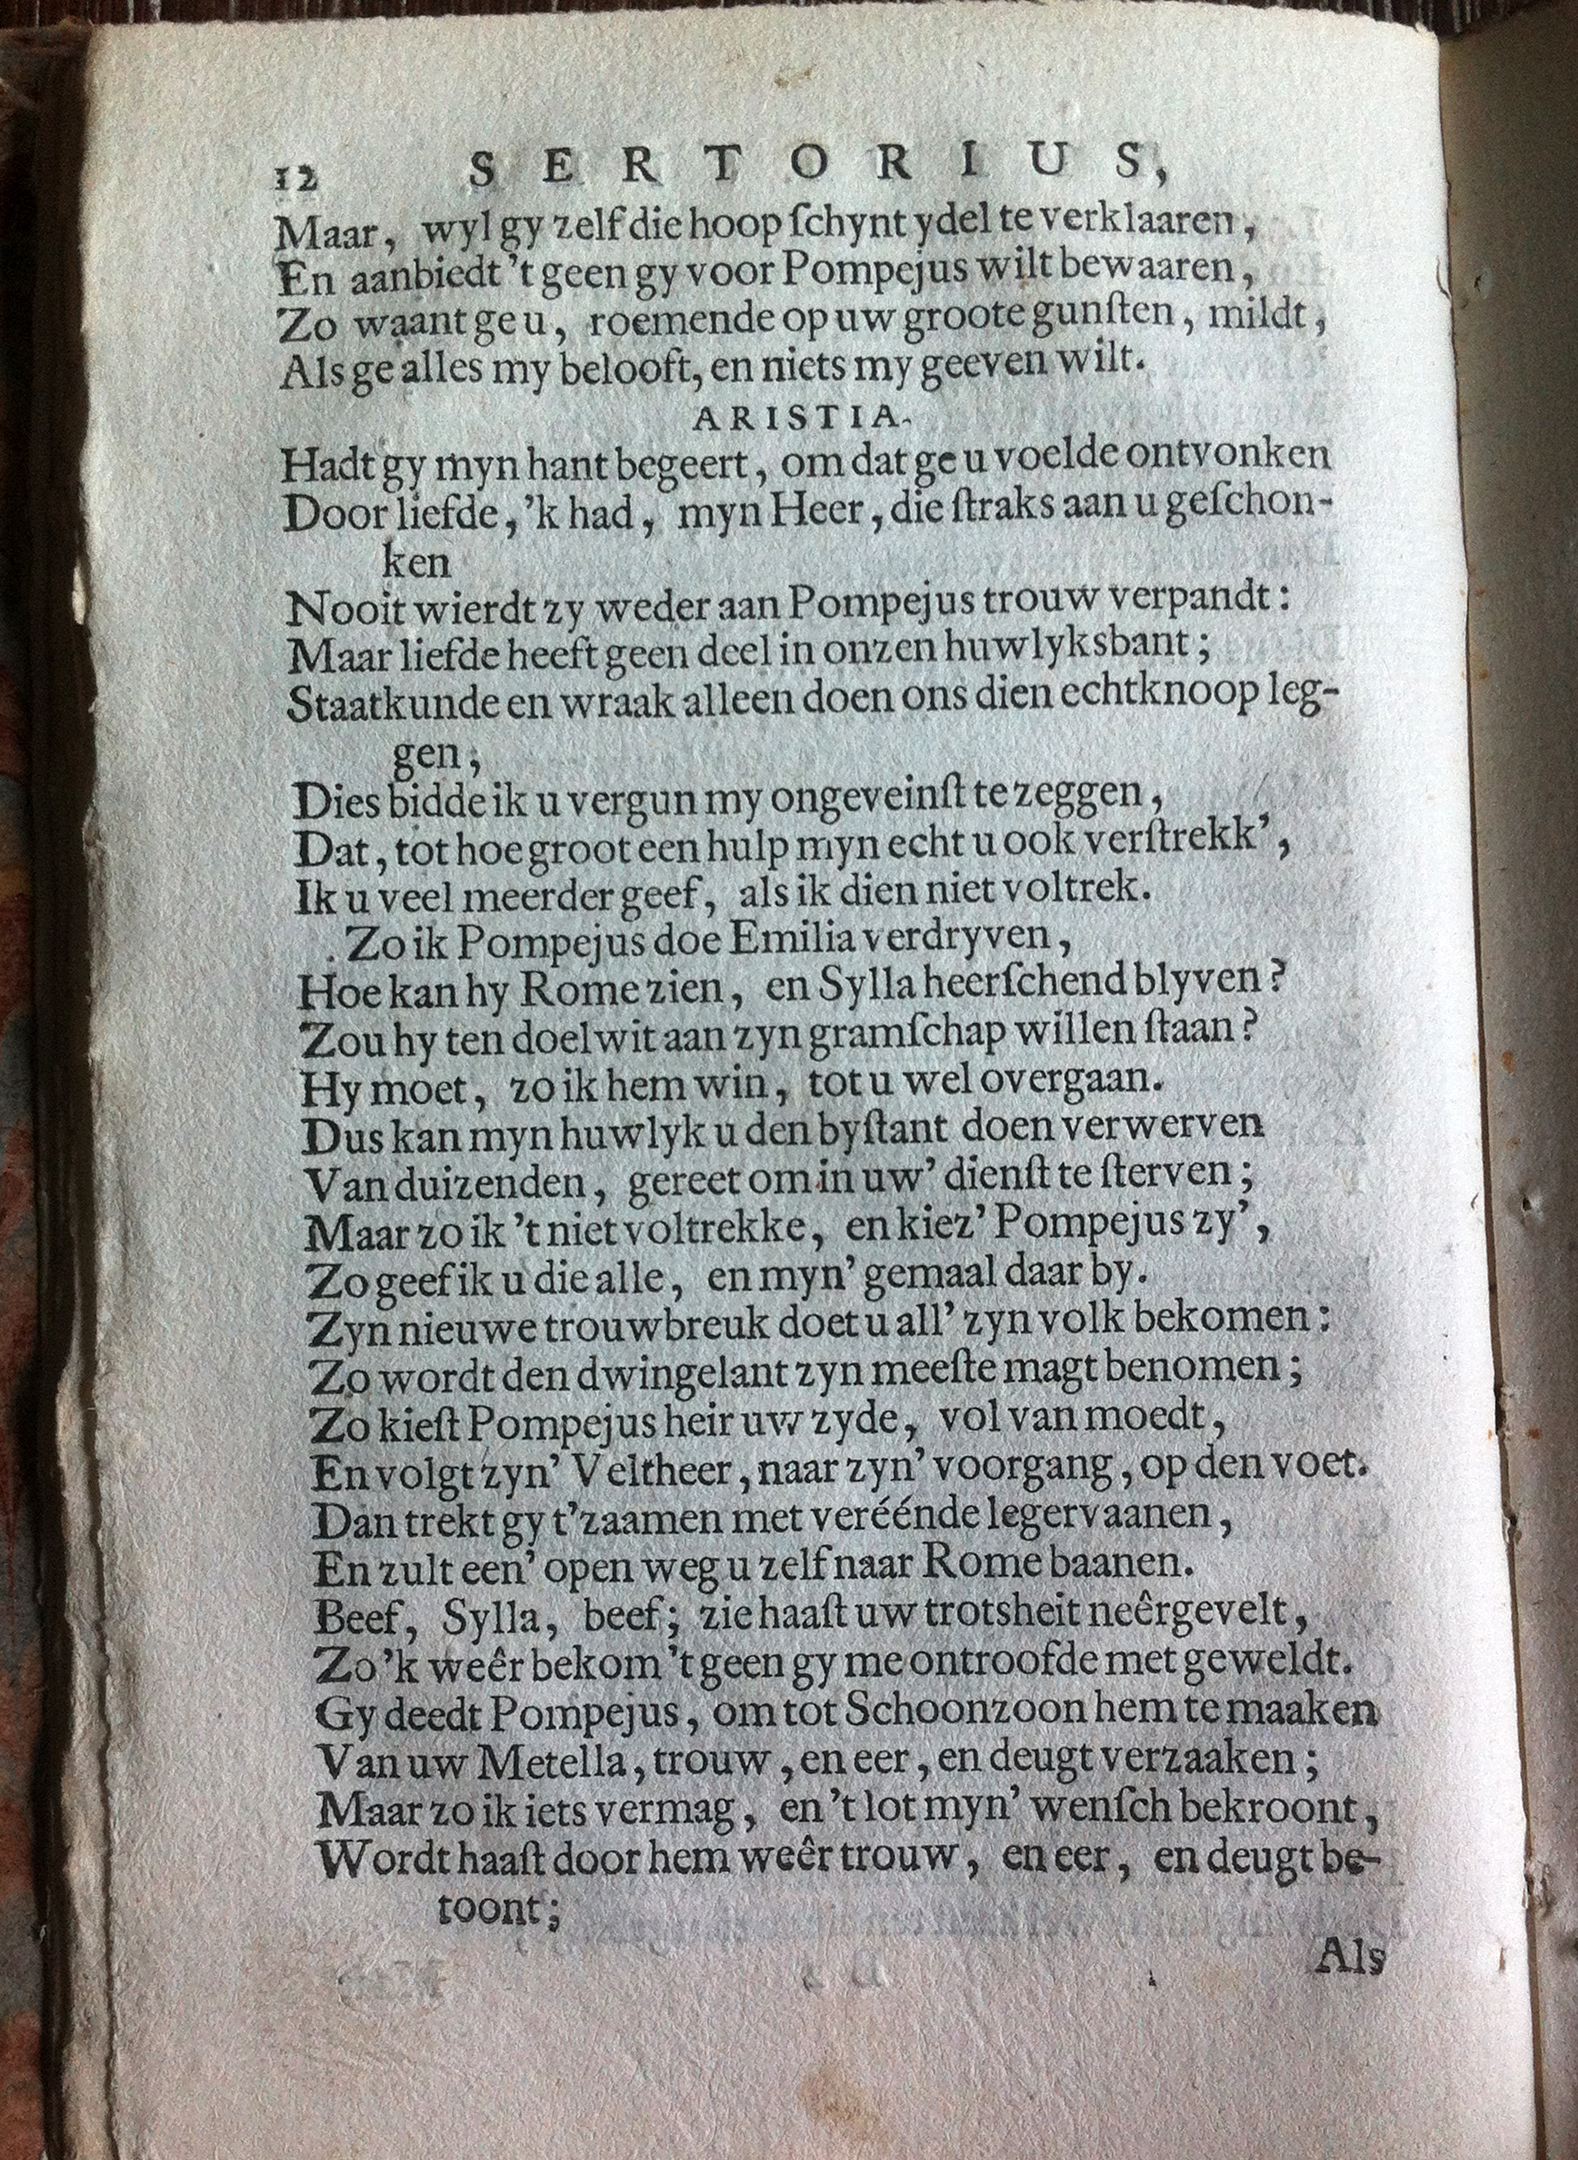 12 SERTORIUS,
Maar, wyl gy zelf die hoop ſchynt ydel te verklaaren,
En aanbiedt 't geen gy voor Pompejus wilt bewaaren,
Zo waant ge u, roemende op uw groote gunſten, mildt,
Als ge alles my belooft, en niets my geeven wilt.
ARISTIA.
Hadt gy myn hant begeert, om dat ge u voelde ontvonken
Door liefde, 'k had, myn Heer, die ſtraks aan u geſchon-
ken
Nooit wierdt zy weder aan Pompejus trouw verpandt:
Maar liefde heeft geen deel in onzen huwlyksbant;
Staatkunde en wraak alleen doen ons dien echtknoop leg-
gen;
Dies bidde ik u vergun my ongeveinſt te zeggen,
Dat, tot hoe groot een hulp myn echt u ook verſtrekk',
Ik u veel meerder geef, als ik dien niet voltrek.
Zo ik Pompejus doe Emilia verdryven,
Hoe kan hy Rome zien, en Sylla heerſchend blyven?
Zou hy ten doelwit aan zyn gramſchap willen ſtaan?
Hy moet, zo ik hem win, tot u wel overgaan.
Dus kan myn huwlyk u den byſtant doen verwerven
Van duizenden, gereet om in uw' dienſt te ſterven;
Maar zo ik 't niet voltrekke, en kiez' Pompejus zy',
Zo geef ik u die alle, en myn' gemaal daar by.
Zyn nieuwe trouwbreuk doet u all' zyn volk bekomen:
Zo wordt den dwingelant zyn meeſte magt benomen;
Zo kieſt Pompejus heir uw zyde, vol van moedt,
En volgt zyn' Veltheer, naar zyn' voorgang, op den voet.
Dan trekt gy t'zaamen met veréénde legervaanen,
En zult een' open weg u zelf naar Rome baanen.
Beef, Sylla, beef; zie haaſt uw trotsheit neêrgevelt,
Zo 'k weêr bekom 't geen gy me ontroofde met geweldt.
Gy deedt Pompejus, om tot Schoonzoon hem te maaken
Van uw Metella, trouw, en eer, en deugt verzaaken;
Maar zo ik iets vermag, en 't lot myn' wenſch bekroont,
Wordt haaſt door hem weêr trouw, en eer, en deugt be-
toont;
Als